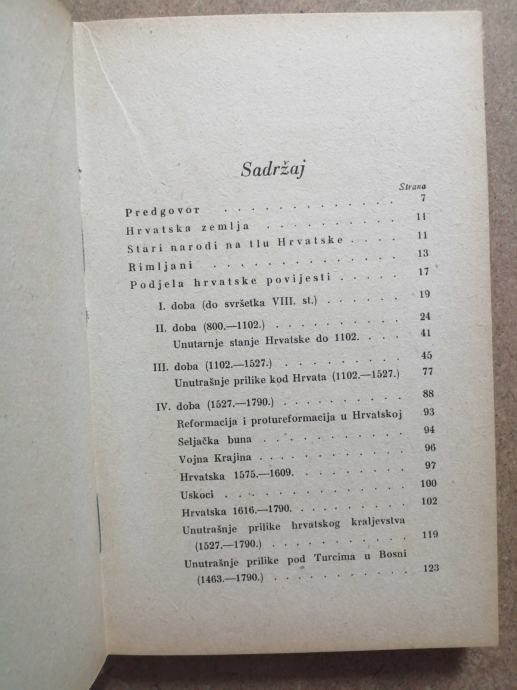 Sadržaj
Strana
Predgovor . . . . . . . . . . . . 7
Hrvatska zemlja . . . . . . . . . . 11
Stari narodi na tlu Hrvatske . . . . 11
Rimljani . . . . . . . . . . . . 13
Podjela hrvatske povijesti . . . . . 17
I. doba (do svršetka VIII. st.) . . . . . . . 19
II. doba (800.—1102.) . . . . . . . . . . 24
Unutarnje stanje Hrvatske do 1102. . . . 41
III. doba (1102.—1527.) . . . . . . . . . . 45
Unutrašnje prilike kod Hrvata (1102.—1527.) 77
IV. doba (1527.—1790.) . . . . . . . . . . 88
Reformacija i protureformacija u Hrvatskoj 93
Seljačka buna . . . . . . . . . . . 94
Vojna Krajina . . . . . . . . . . . 96
Hrvatska 1575.—1609. . . . . . . . . 97
Uskoci . . . . . . . . . . . . . 100
Hrvatska 1616.—1790. . . . . . . . . 102
Unutrašnje prilike hrvatskog kraljevstva
(1527.—1790.) . . . . . . . . . . 119
Unutrašnje prilike pod Turcima u Bosni
(1463.—1790.) . . . . . . . . . . 123